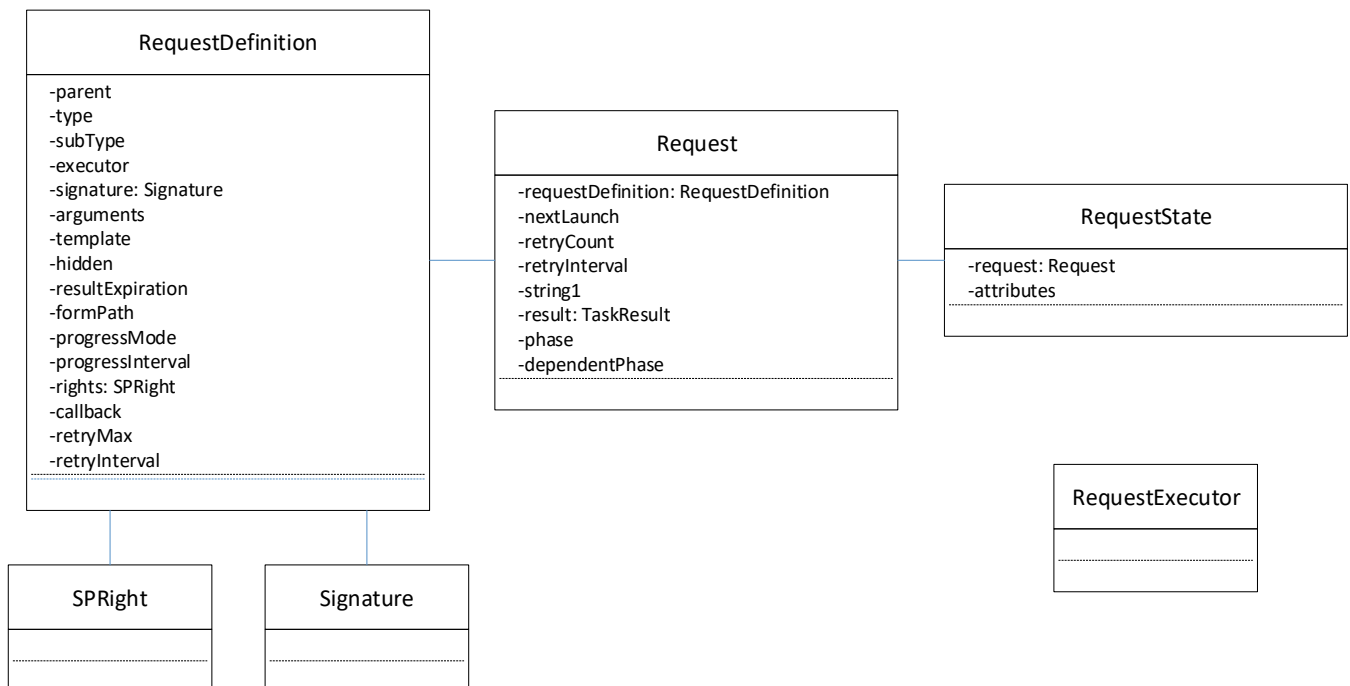 RequestDefinition
-parent
-type
-subType
-executor
-signature: Signature
-arguments
-template
-hidden
-resultExpiration
-formPath
-progressMode
-progressInterval
-rights: SPRight
-callback
-retryMax
-retryInterval
Request
-requestDefinition: RequestDefinition
-nextLaunch
-retryCount
-retryInterval
-string1
-result: TaskResult
-phase
-dependentPhase
RequestState
-request: Request
-attributes
RequestExecutor
SPRight
Signature